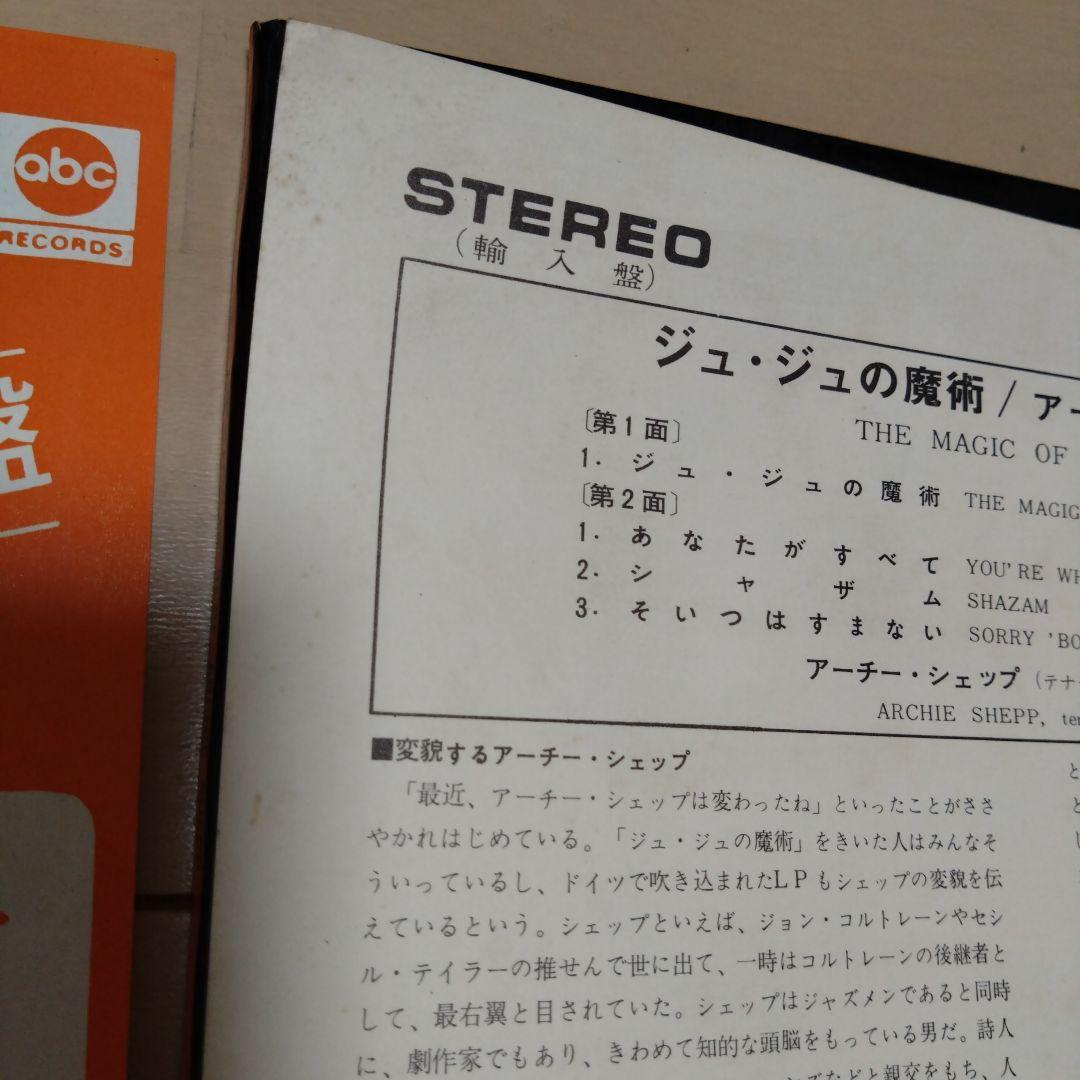 abc
RECORDS
盤
STEREO
(輸入盤)
ジュ・ジュの魔術/アー
THE MAGIC OF
〔第1面〕
1. ジュ・ジュの魔術 THE MAGIC
〔第2面〕
1. あなたがすべて YOU'RE WH
2. シャザム SHAZAM
3. そいつはすまない SORRY 'BO
アーチー・シェップ(テナ
ARCHIE SHEPP, ten
■変貌するアーチー・シェップ
「最近、アーチー・シェップは変わったね」といったことがささ
やかれはじめている。「ジュ・ジュの魔術」をきいた人はみんなそ
ういっているし、ドイツで吹き込まれたLPもシェップの変貌を伝
えているという。シェップといえば、ジョン・コルトレーンやセシ
ル・テイラーの推せんで世に出て、一時はコルトレーンの後継者と
して、最右翼と目されていた。シェップはジャズメンであると同時
に、劇作家でもあり、きわめて知的な頭脳をもっている男だ。詩人
ズなどと親交をもち、人